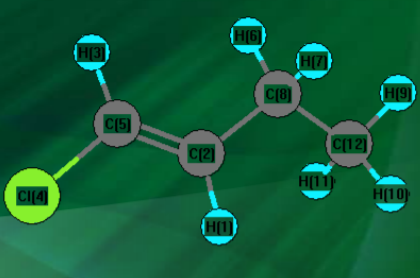 H(6)
H(3)
H(7)
C(8)
H(9)
C(5)
C(2)
C(12)
H(11)
Cl(4)
H(10)
H(1)